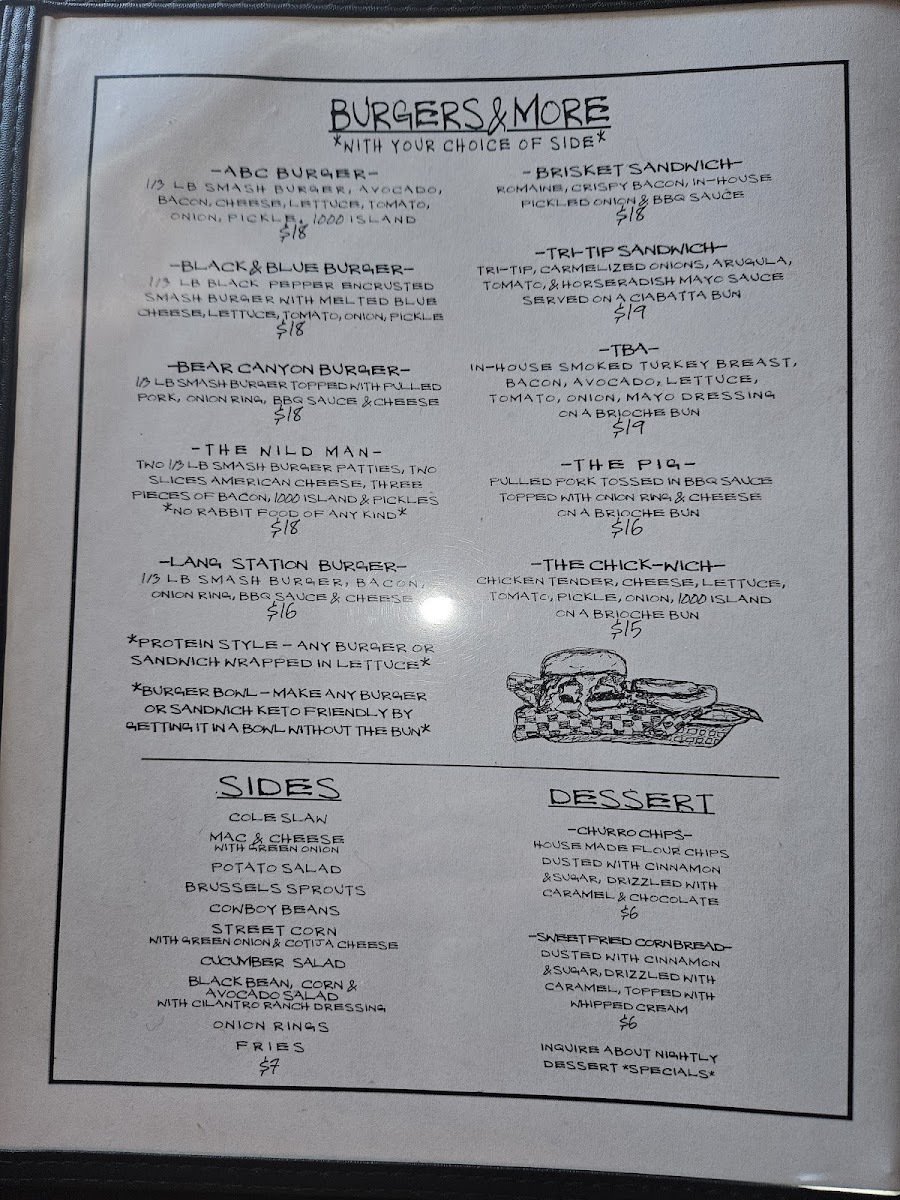 BURGERS & MORE
*WITH YOUR CHOICE OF SIDE*
-ABC BURGER-
1/3 LB SMASH BURGER, AVOCADO,
BACON, CHEESE, LETTUCE, TOMATO,
ONION, PICKLE, 1000 ISLAND
$18
-BLACK & BLUE BURGER-
1/3 LB BLACK PEPPER ENCRUSTED
SMASH BURGER WITH MELTED BLUE
CHEESE, LETTUCE, TOMATO, ONION, PICKLE
$18
-BEAR CANYON BURGER-
1/3 LB SMASH BURGER TOPPED WITH PULLED
PORK, ONION RING, BBQ SAUCE & CHEESE
$18
-THE WILD MAN-
TWO 1/3 LB SMASH BURGER PATTIES, TWO
SLICES AMERICAN CHEESE, THREE
PIECES OF BACON, 1000 ISLAND & PICKLES
*NO RABBIT FOOD OF ANY KIND*
$18
-LANG STATION BURGER-
1/3 LB SMASH BURGER, BACON,
ONION RING, BBQ SAUCE & CHEESE
$16
*PROTEIN STYLE - ANY BURGER OR
SANDWICH WRAPPED IN LETTUCE*
*BURGER BOWL - MAKE ANY BURGER
OR SANDWICH KETO FRIENDLY BY
GETTING IT IN A BOWL WITHOUT THE BUN*
-BRISKET SANDWICH-
ROMAINE, CRISPY BACON, IN-HOUSE
PICKLED ONION & BBQ SAUCE
$18
-TRI-TIP SANDWICH-
TRI-TIP, CARMELIZED ONIONS, ARUGULA,
TOMATO, & HORSERADISH MAYO SAUCE
SERVED ON A CIABATTA BUN
$19
-TBA-
IN-HOUSE SMOKED TURKEY BREAST,
BACON, AVOCADO, LETTUCE,
TOMATO, ONION, MAYO DRESSING
ON A BRIOCHE BUN
$19
-THE PIG-
PULLED PORK TOSSED IN BBQ SAUCE
TOPPED WITH ONION RING & CHEESE
ON A BRIOCHE BUN
$16
-THE CHICK-WICH-
CHICKEN TENDER, CHEESE, LETTUCE,
TOMATO, PICKLE, ONION, 1000 ISLAND
ON A BRIOCHE BUN
$15
SIDES
COLE SLAW
MAC & CHEESE
WITH GREEN ONION
POTATO SALAD
BRUSSELS SPROUTS
COWBOY BEANS
STREET CORN
WITH GREEN ONION & COTIJA CHEESE
CUCUMBER SALAD
BLACK BEAN, CORN &
AVOCADO SALAD
WITH CILANTRO RANCH DRESSING
ONION RINGS
FRIES
$7
DESSERT
-CHURRO CHIPS-
HOUSE MADE FLOUR CHIPS
DUSTED WITH CINNAMON
& SUGAR, DRIZZLED WITH
CARAMEL & CHOCOLATE
$6
-SWEET FRIED CORNBREAD-
DUSTED WITH CINNAMON
& SUGAR, DRIZZLED WITH
CARAMEL, TOPPED WITH
WHIPPED CREAM
$6
INQUIRE ABOUT NIGHTLY
DESSERT *SPECIALS*